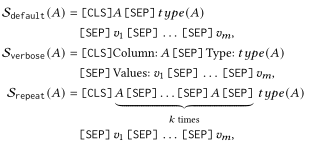 𝒮default(A) = [CLS] A [SEP] type(A)
[SEP] v₁ [SEP] … [SEP] vₘ,
𝒮verbose(A) = [CLS] Column: A [SEP] Type: type(A)
[SEP] Values: v₁ [SEP] … [SEP] vₘ,
𝒮repeat(A) = [CLS] A [SEP] … [SEP] A [SEP] type(A)
k times
[SEP] v₁ [SEP] … [SEP] vₘ,